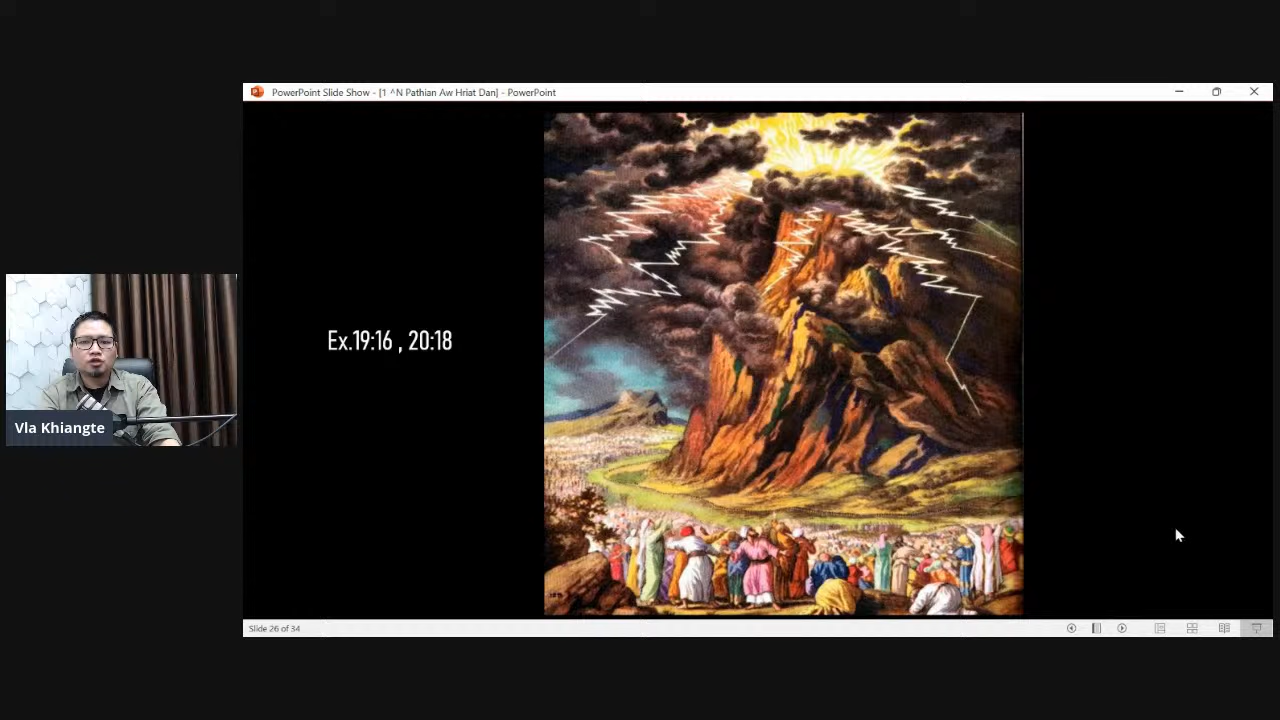 PowerPoint Slide Show - [1 ^N Pathian Aw Hriat Dan] - PowerPoint
Ex.19:16 , 20:18
Vla Khiangte
Slide 26 of 34